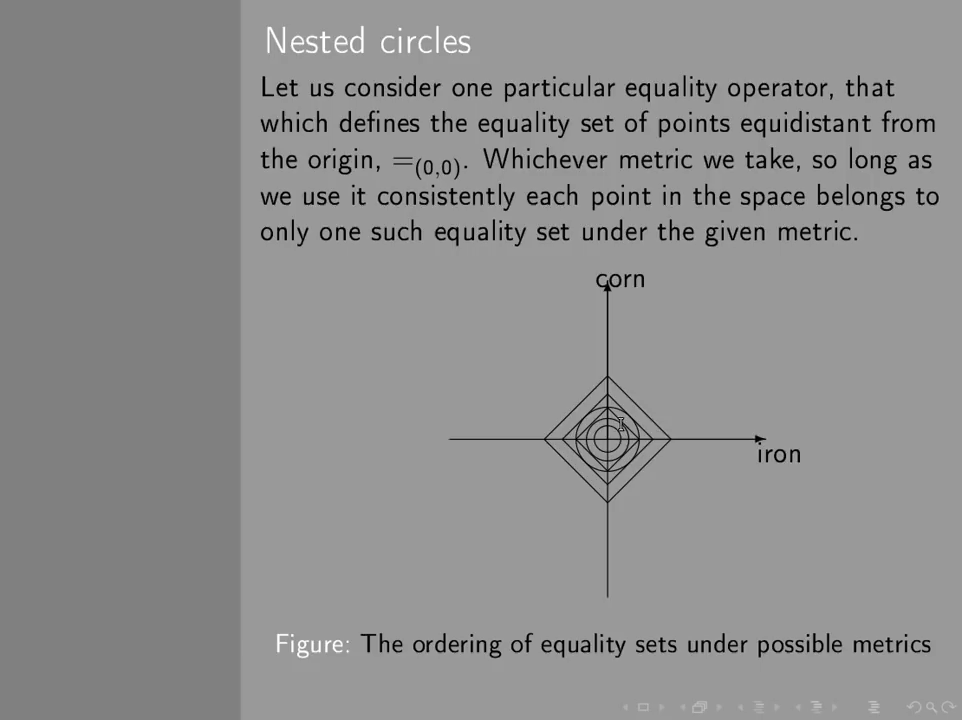 Nested circles
Let us consider one particular equality operator, that
which defines the equality set of points equidistant from
the origin, =(0,0). Whichever metric we take, so long as
we use it consistently each point in the space belongs to
only one such equality set under the given metric.
corn
iron
Figure: The ordering of equality sets under possible metrics